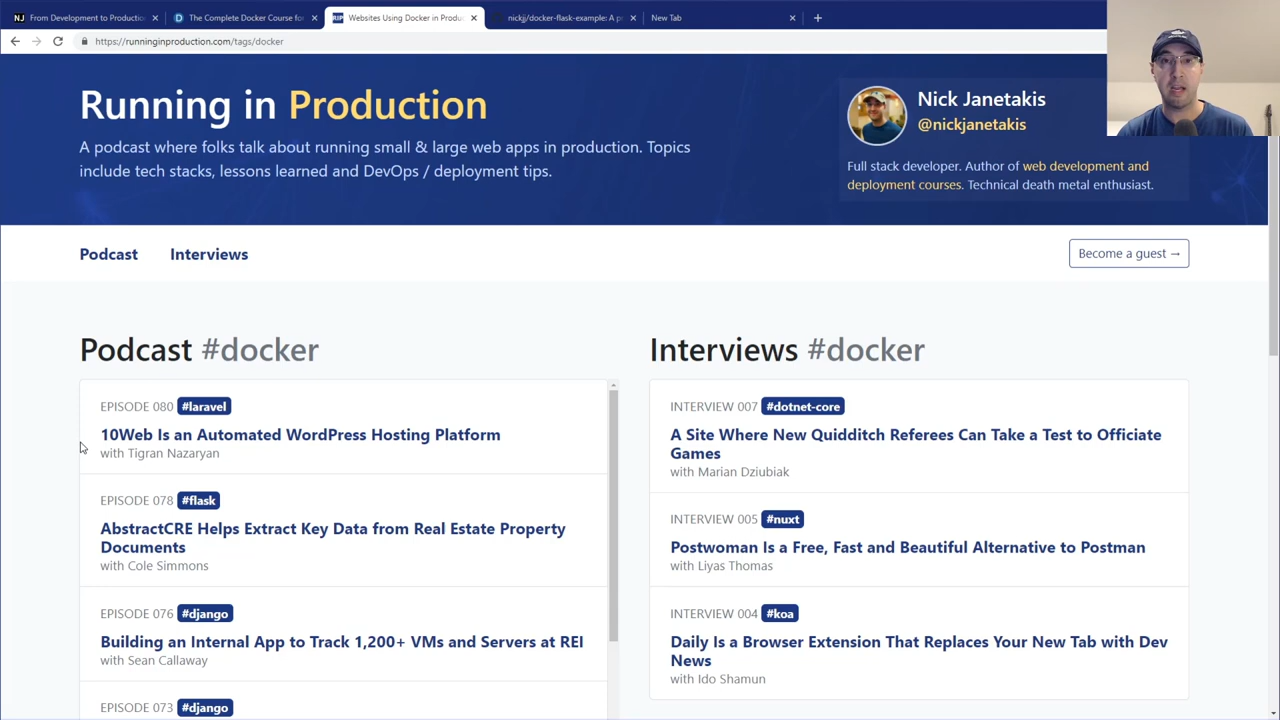 From Development to Production
The Complete Docker Course for
Websites Using Docker in Produ
nickjj/docker-flask-example: A p
New Tab
https://runninginproduction.com/tags/docker
Running in Production
A podcast where folks talk about running small & large web apps in production. Topics
include tech stacks, lessons learned and DevOps / deployment tips.
Nick Janetakis
@nickjanetakis
Full stack developer. Author of web development and
deployment courses. Technical death metal enthusiast.
Podcast
Interviews
Become a guest →
Podcast #docker
EPISODE 080 #laravel
10Web Is an Automated WordPress Hosting Platform
with Tigran Nazaryan
EPISODE 078 #flask
AbstractCRE Helps Extract Key Data from Real Estate Property
Documents
with Cole Simmons
EPISODE 076 #django
Building an Internal App to Track 1,200+ VMs and Servers at REI
with Sean Callaway
EPISODE 073 #django
Interviews #docker
INTERVIEW 007 #dotnet-core
A Site Where New Quidditch Referees Can Take a Test to Officiate
Games
with Marian Dziubiak
INTERVIEW 005 #nuxt
Postwoman Is a Free, Fast and Beautiful Alternative to Postman
with Liyas Thomas
INTERVIEW 004 #koa
Daily Is a Browser Extension That Replaces Your New Tab with Dev
News
with Ido Shamun